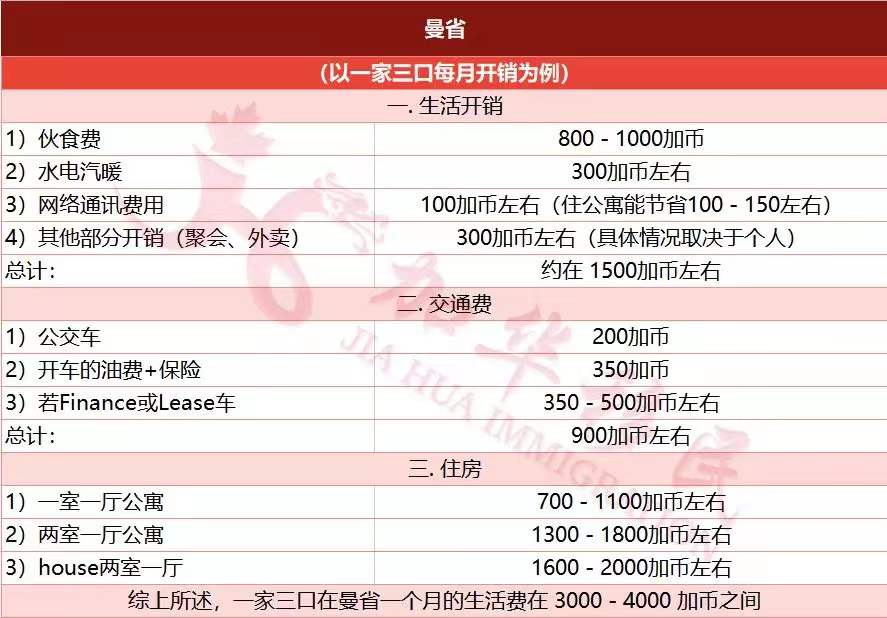 曼省
（以一家三口每月开销为例）
一. 生活开销
1）伙食费 800 - 1000加币
2）水电汽暖 300加币左右
3）网络通讯费用 100加币左右（住公寓能节省100 - 150左右）
4）其他部分开销（聚会、外卖） 300加币左右（具体情况取决于个人）
总计： 约在 1500加币左右
二. 交通费
1）公交车 200加币
2）开车的油费+保险 350加币
3）若Finance或Lease车 350 - 500加币左右
总计： 900加币左右
三. 住房
1）一室一厅公寓 700 - 1100加币左右
2）两室一厅公寓 1300 - 1800加币左右
3）house两室一厅 1600 - 2000加币左右
综上所述，一家三口在曼省一个月的生活费在 3000 - 4000 加币之间
加华移民
JIA HUA IMMIGRATION